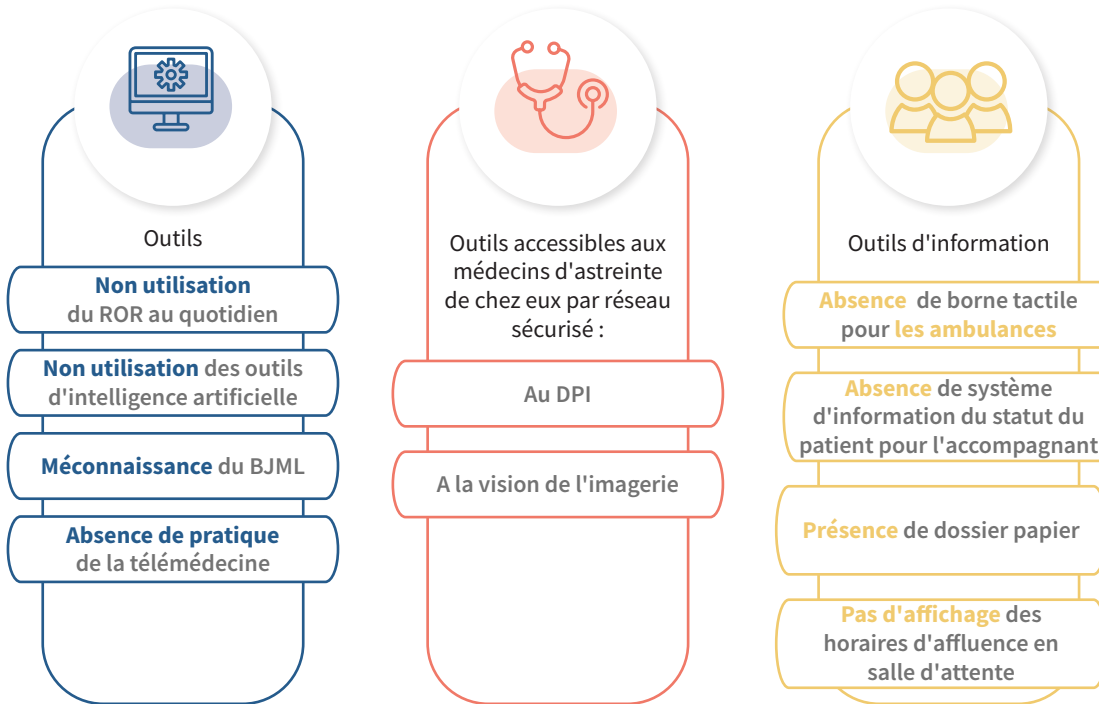 Outils
Non utilisation
du ROR au quotidien
Non utilisation des outils
d'intelligence artificielle
Méconnaissance du BJML
Absence de pratique
de la télémédecine
Outils accessibles aux
médecins d'astreinte
de chez eux par réseau
sécurisé :
Au DPI
A la vision de l'imagerie
Outils d'information
Absence de borne tactile
pour les ambulances
Absence de système
d'information du statut du
patient pour l'accompagnant
Présence de dossier papier
Pas d'affichage des
horaires d'affluence en
salle d'attente